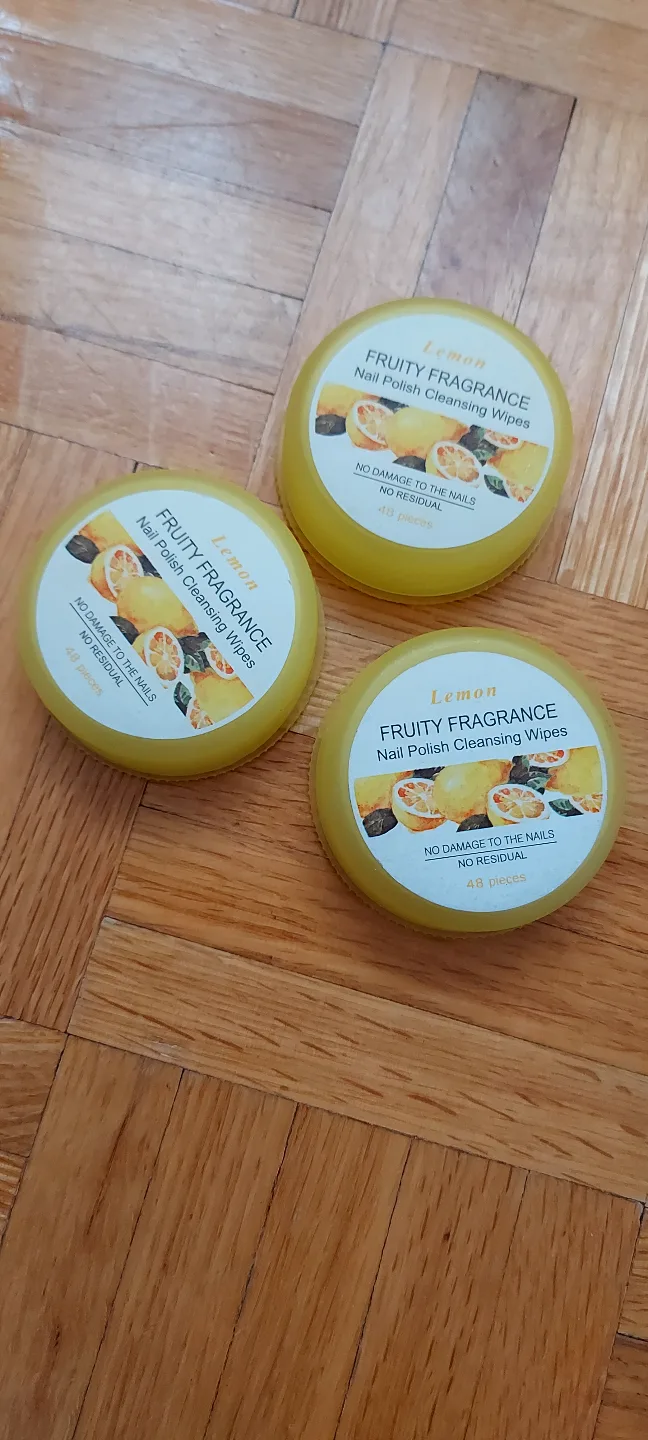 Lemon
FRUITY FRAGRANCE
Nail Polish Cleansing Wipes
NO DAMAGE TO THE NAILS
NO RESIDUAL
48 pieces
Lemon
FRUITY FRAGRANCE
Nail Polish Cleansing Wipes
NO DAMAGE TO THE NAILS
NO RESIDUAL
48 pieces
Lemon
FRUITY FRAGRANCE
Nail Polish Cleansing Wipes
NO DAMAGE TO THE NAILS
NO RESIDUAL
48 pieces